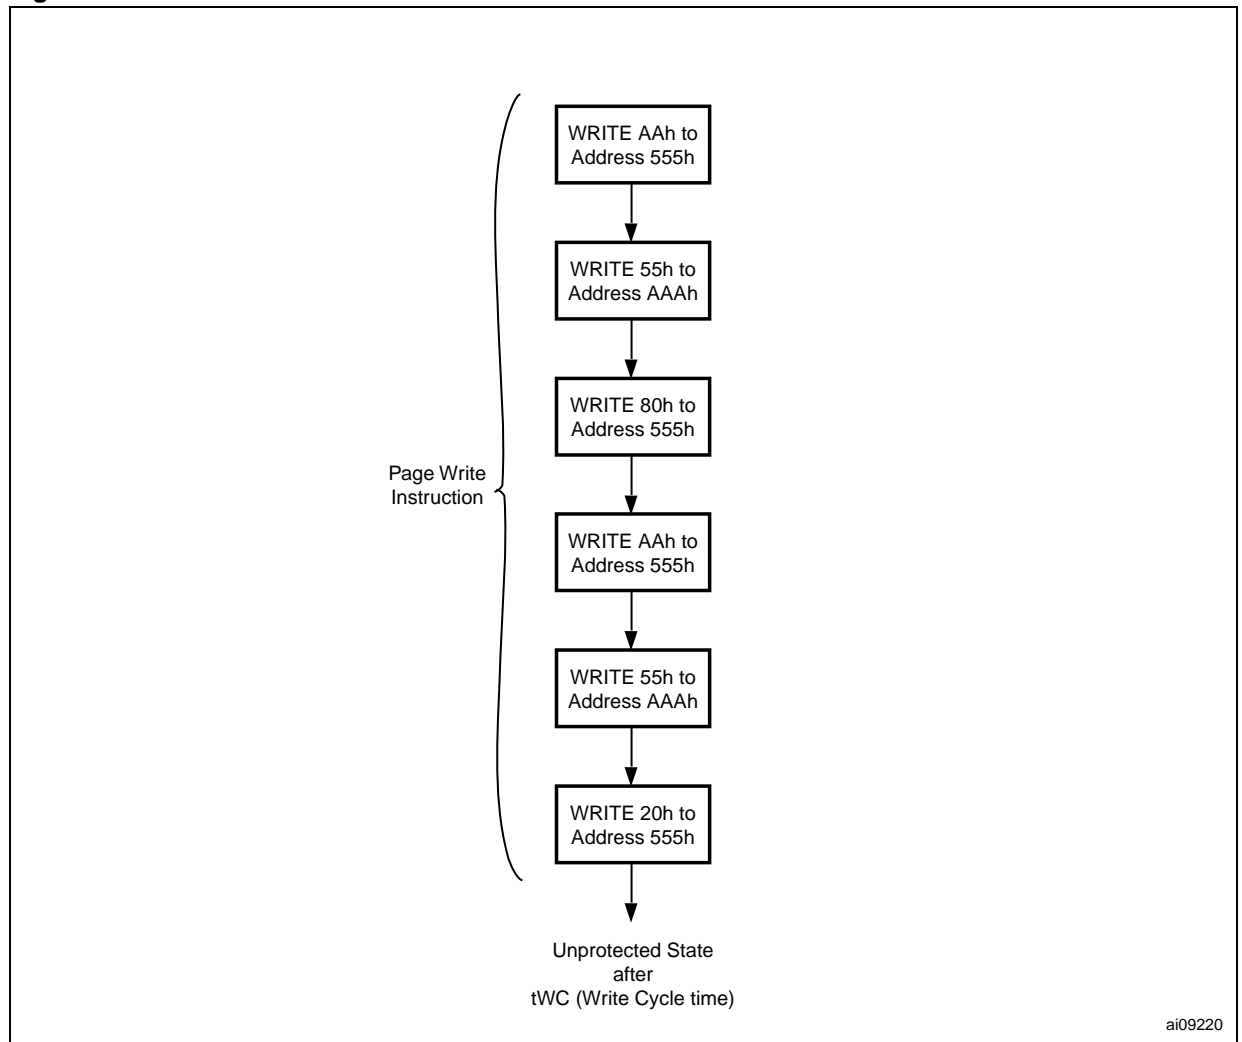 WRITE AAh to
Address 555h
WRITE 55h to
Address AAAh
WRITE 80h to
Address 555h
Page Write
Instruction
WRITE AAh to
Address 555h
WRITE 55h to
Address AAAh
WRITE 20h to
Address 555h
Unprotected State
after
tWC (Write Cycle time)
ai09220